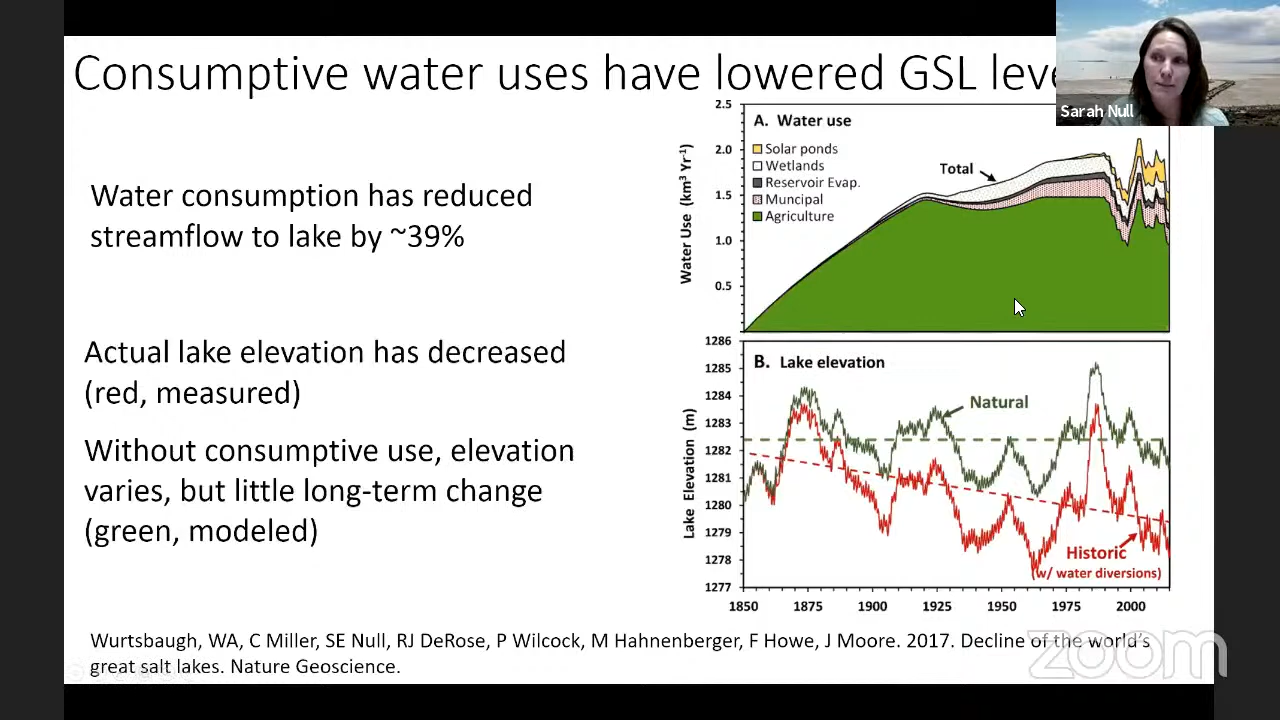 Consumptive water uses have lowered GSL leve
Sarah Null
Water consumption has reduced
streamflow to lake by ~39%
Actual lake elevation has decreased
(red, measured)
Without consumptive use, elevation
varies, but little long-term change
(green, modeled)
A. Water use
Solar ponds
Wetlands
Reservoir Evap.
Muncipal
Agriculture
Total
Water Use (km³ Yr⁻¹)
2.5
2.0
1.5
1.0
0.5
B. Lake elevation
Natural
Historic
(w/ water diversions)
Lake Elevation (m)
1286
1285
1284
1283
1282
1281
1280
1279
1278
1277
1850 1875 1900 1925 1950 1975 2000
Wurtsbaugh, WA, C Miller, SE Null, RJ DeRose, P Wilcock, M Hahnenberger, F Howe, J Moore. 2017. Decline of the world's
great salt lakes. Nature Geoscience.
zoom